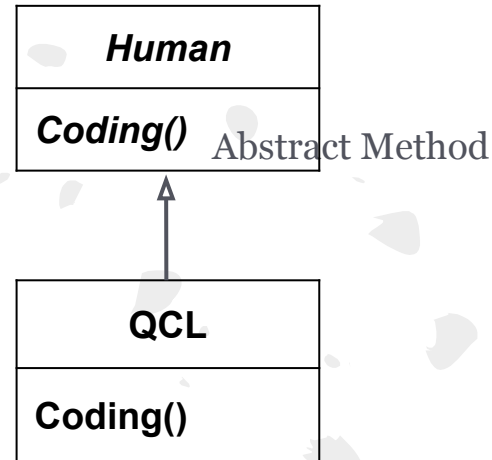 Human
Coding()
Abstract Method
QCL
Coding()